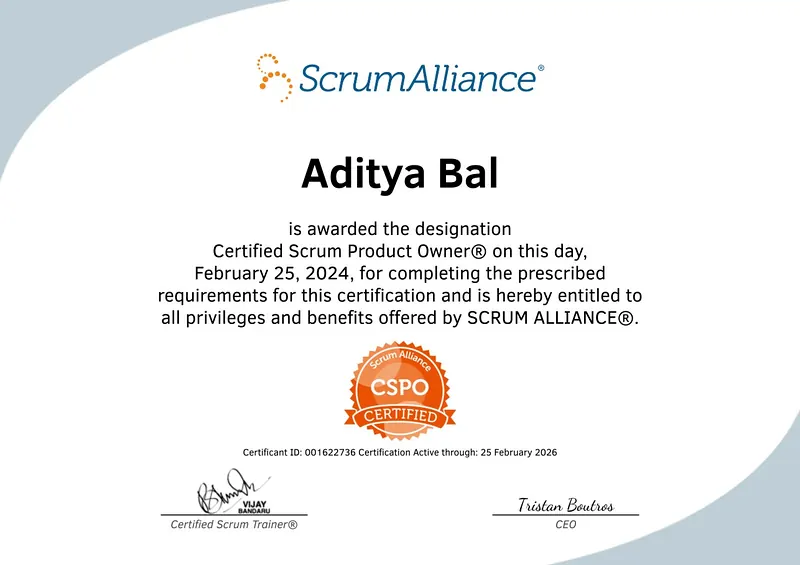 ScrumAlliance®
Aditya Bal
is awarded the designation
Certified Scrum Product Owner® on this day,
February 25, 2024, for completing the prescribed
requirements for this certification and is hereby entitled to
all privileges and benefits offered by SCRUM ALLIANCE®.
Scrum Alliance
CSPO
CERTIFIED
Certificant ID: 001622736 Certification Active through: 25 February 2026
VIJAY
BANDARU
Certified Scrum Trainer®
Tristan Boutros
CEO